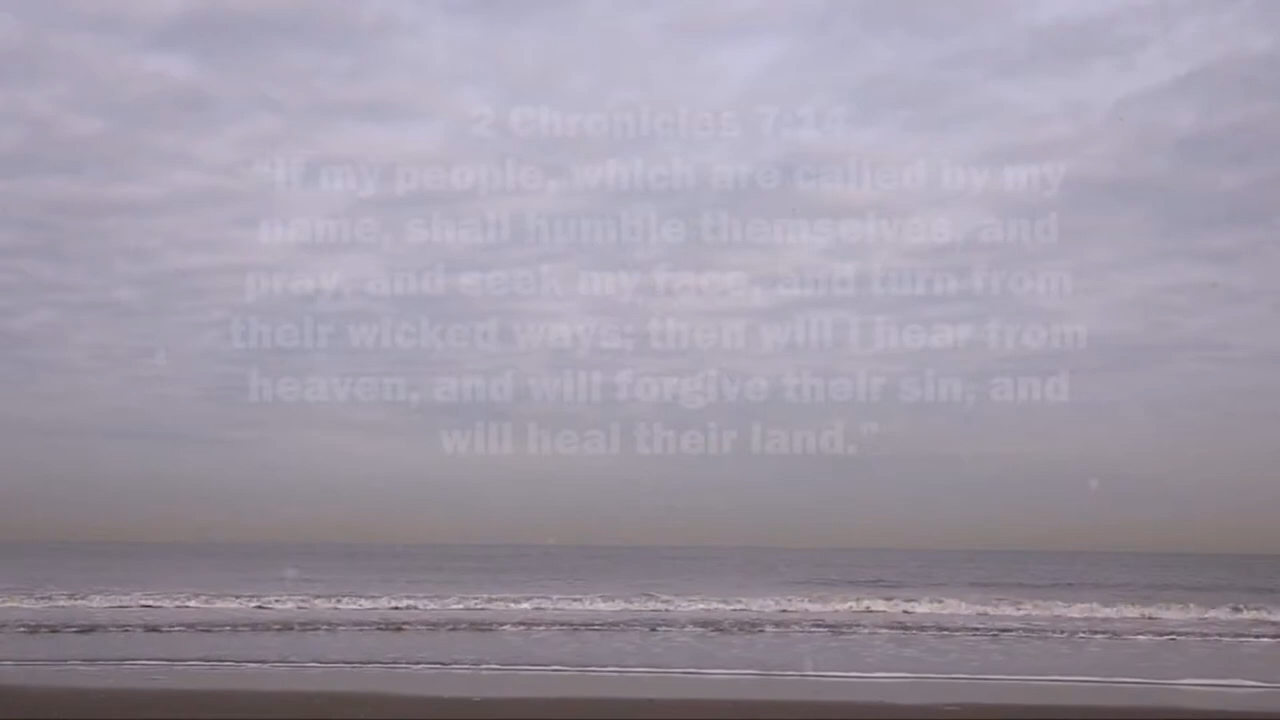 2 Chronicles 7:14
"If my people, which are called by my
name, shall humble themselves, and
pray, and seek my face, and turn from
their wicked ways; then will I hear from
heaven, and will forgive their sin, and
will heal their land."